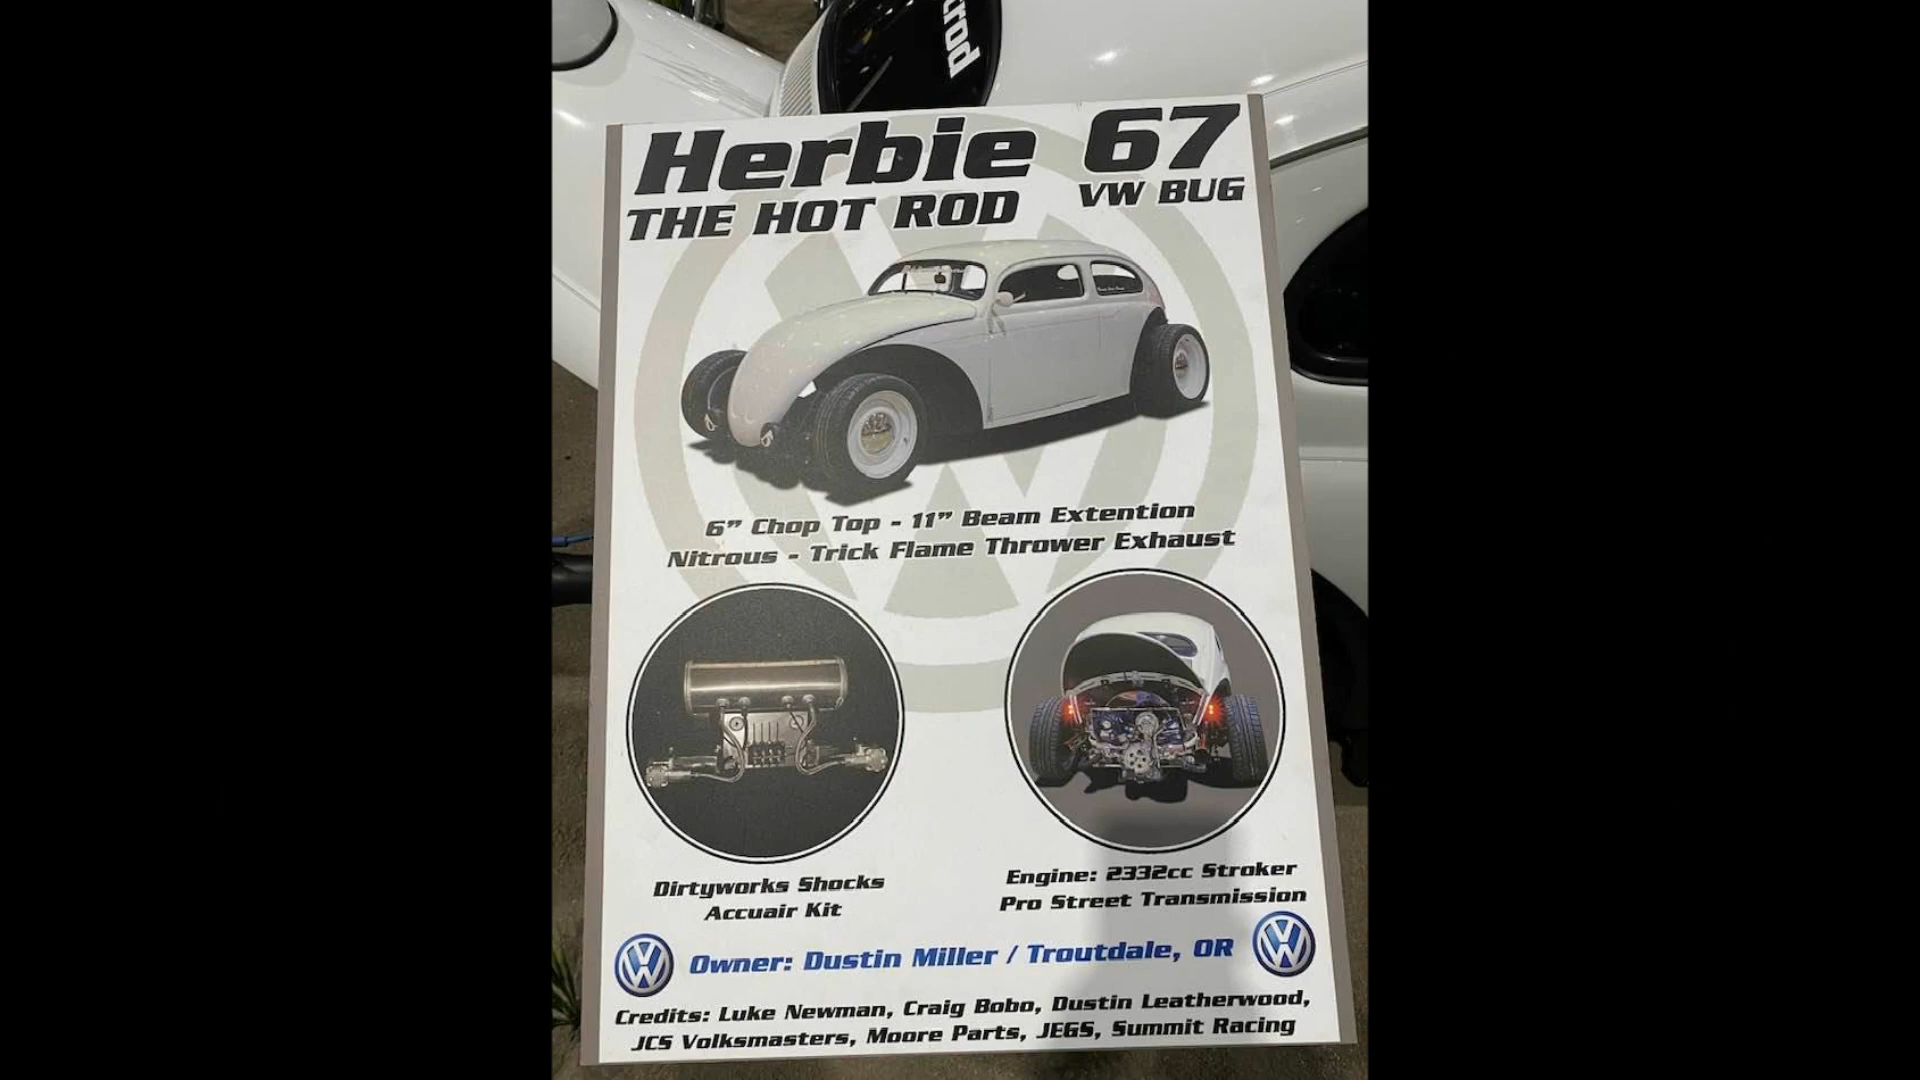 Herbie 67
THE HOT ROD VW BUG
6” Chop Top - 11” Beam Extention
Nitrous - Trick Flame Thrower Exhaust
Dirtyworks Shocks
Accuair Kit
Engine: 2332cc Stroker
Pro Street Transmission
Owner: Dustin Miller / Troutdale, OR
Credits: Luke Newman, Craig Bobo, Dustin Leatherwood,
JCS Volksmasters, Moore Parts, JEGS, Summit Racing